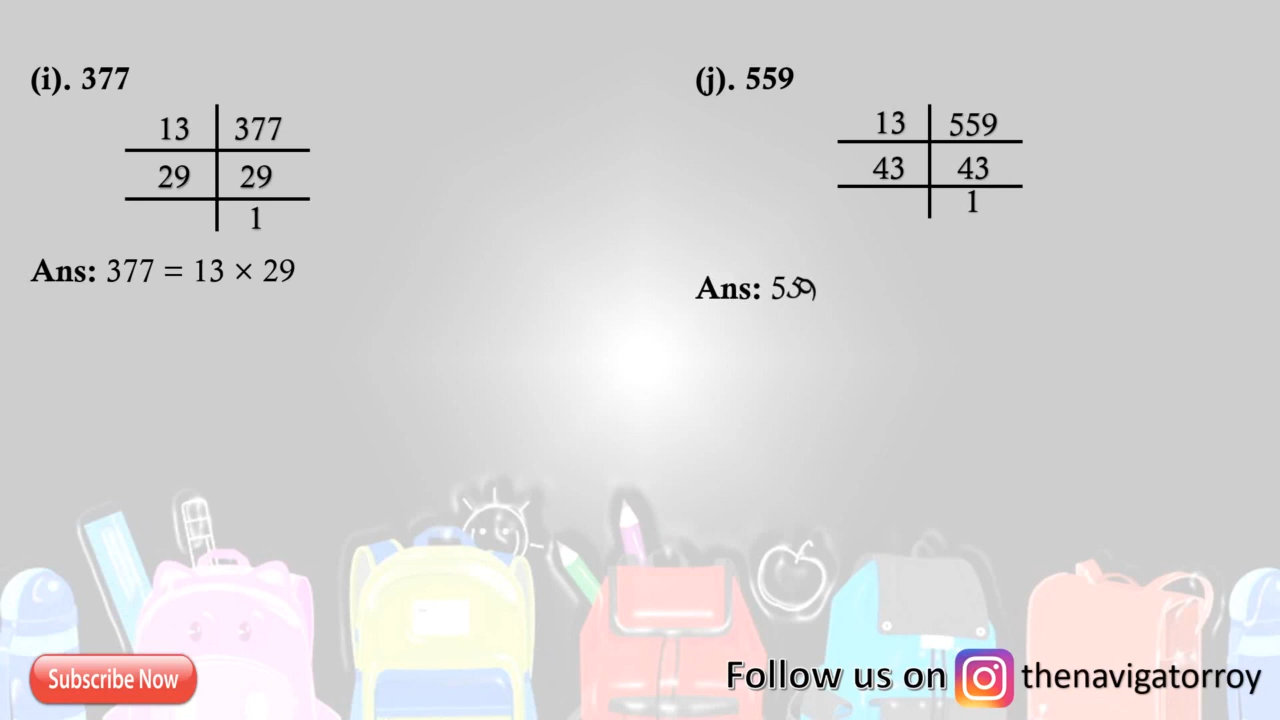 (i). 377
13 377
29 29
1
Ans: 377 = 13 × 29
(j). 559
13 559
43 43
1
Ans: 559
Subscribe Now
Follow us on thenavigatorroy